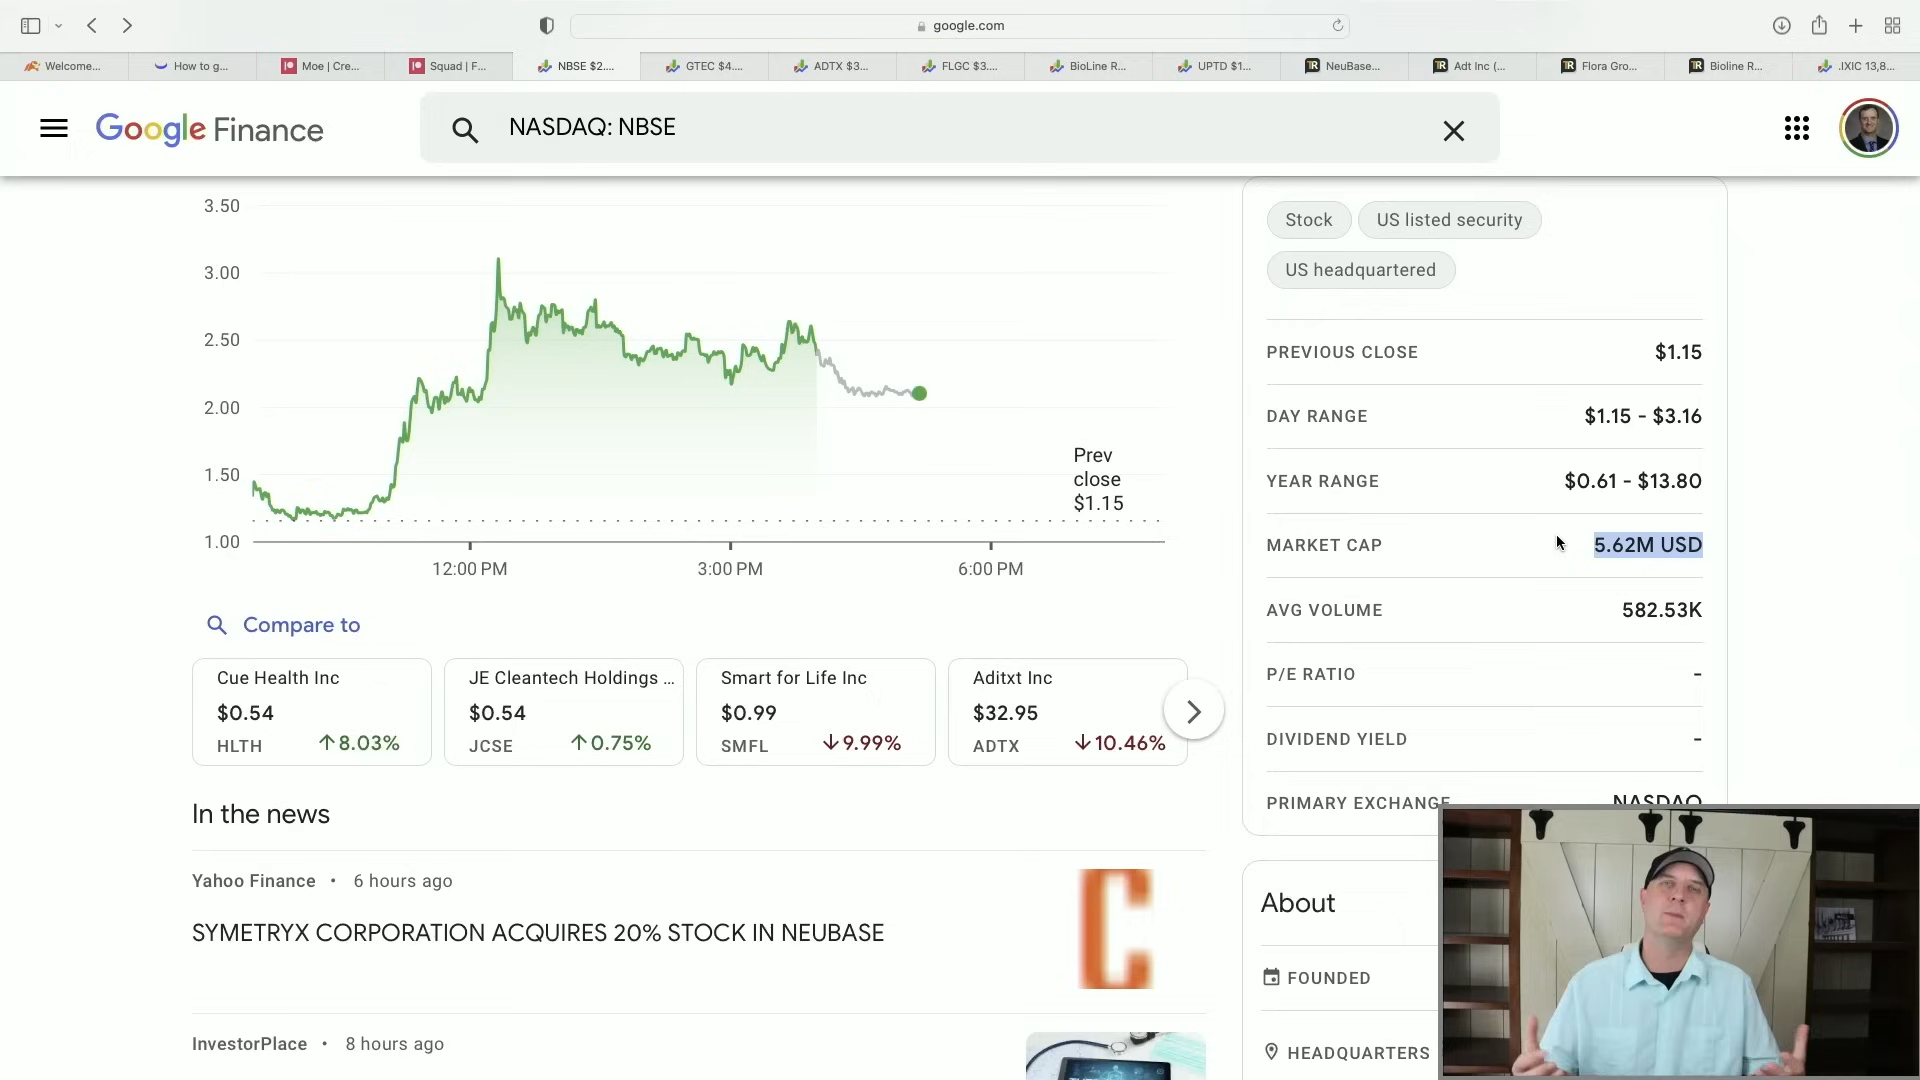 google.com
Welcome...
How to g...
Moe | Cre...
Squad | F...
NBSE $2....
GTEC $4....
ADTX $3...
FLGC $3....
BioLine R...
UPTD $1...
NeuBase...
Adt Inc (...
Flora Gro...
Bioline R...
.IXIC 13,8...
Google Finance
NASDAQ: NBSE
3.50
3.00
2.50
2.00
1.50
1.00
Prev
close
$1.15
12:00 PM
3:00 PM
6:00 PM
Compare to
Cue Health Inc
$0.54
HLTH ↑8.03%
JE Cleantech Holdings ...
$0.54
JCSE ↑0.75%
Smart for Life Inc
$0.99
SMFL ↓9.99%
Aditxt Inc
$32.95
ADTX ↓10.46%
In the news
Yahoo Finance • 6 hours ago
SYMETRYX CORPORATION ACQUIRES 20% STOCK IN NEUBASE
C
InvestorPlace • 8 hours ago
Stock
US listed security
US headquartered
PREVIOUS CLOSE $1.15
DAY RANGE $1.15 - $3.16
YEAR RANGE $0.61 - $13.80
MARKET CAP 5.62M USD
AVG VOLUME 582.53K
P/E RATIO -
DIVIDEND YIELD -
PRIMARY EXCHANGE NASDAQ
About
FOUNDED
HEADQUARTERS